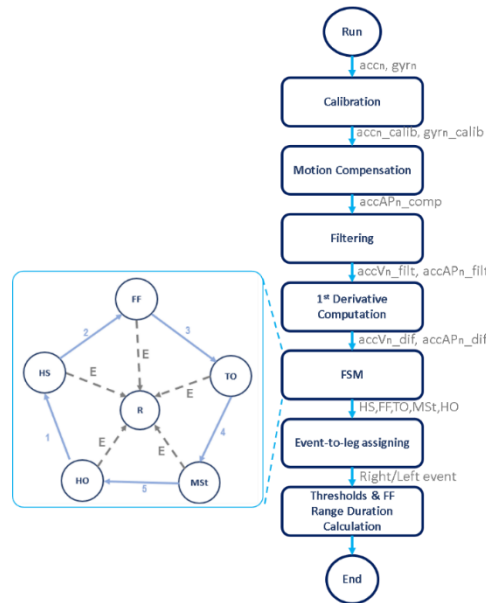 Run
accn, gyrn
Calibration
accn_calib, gyrn_calib
Motion Compensation
accAPn_comp
Filtering
accVn_filt, accAPn_filt
1st Derivative
Computation
accVn_dif, accAPn_dif
FSM
HS,FF,TO,MSt,HO
Event-to-leg assigning
Right/Left event
Thresholds & FF
Range Duration
Calculation
End
FF
2
3
E
HS
E
E
TO
R
1
E
E
4
HO
5
MSt